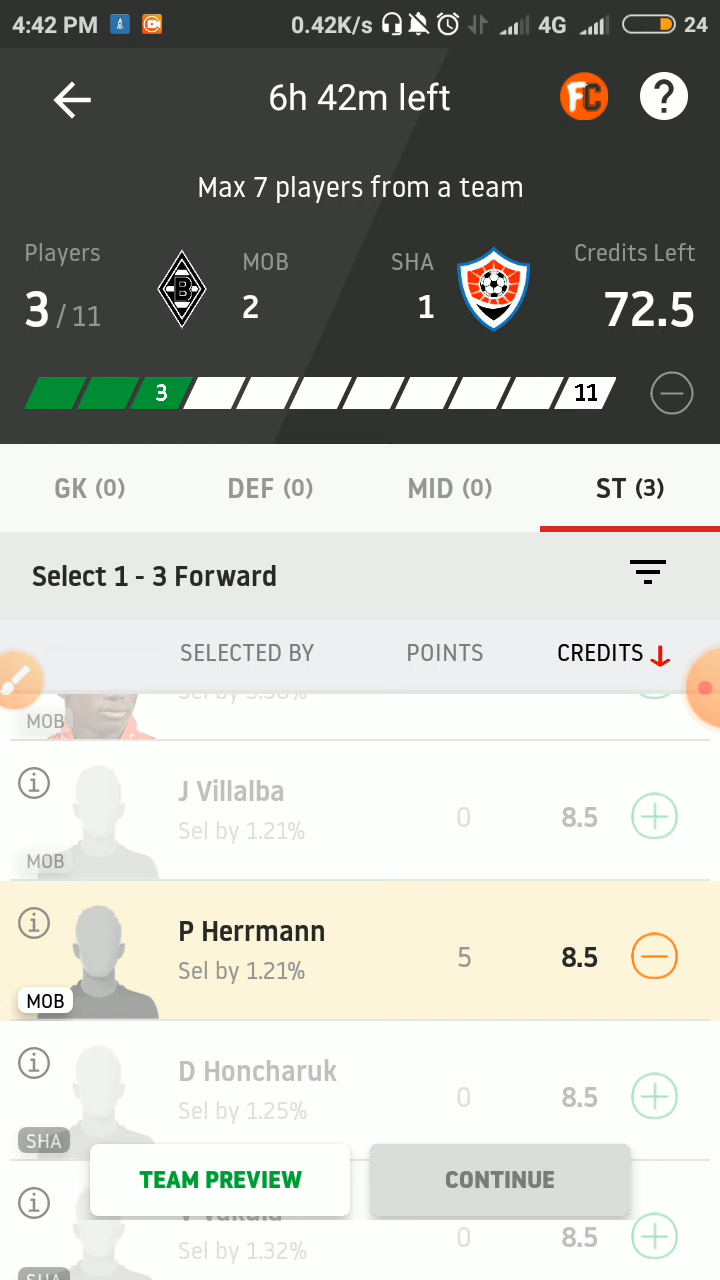 4:42 PM 0.42K/s 4G 24
6h 42m left FC ?
Max 7 players from a team
Players MOB SHA Credits Left
3 / 11 B 2 1 72.5
3 11
GK (0) DEF (0) MID (0) ST (3)
Select 1 - 3 Forward
SELECTED BY POINTS CREDITS
MOB
J Villalba
Sel by 1.21% 0 8.5
MOB
P Herrmann
Sel by 1.21% 5 8.5
MOB
D Honcharuk
Sel by 1.25% 0 8.5
SHA
TEAM PREVIEW CONTINUE
Sel by 1.32% 0 8.5
SHA